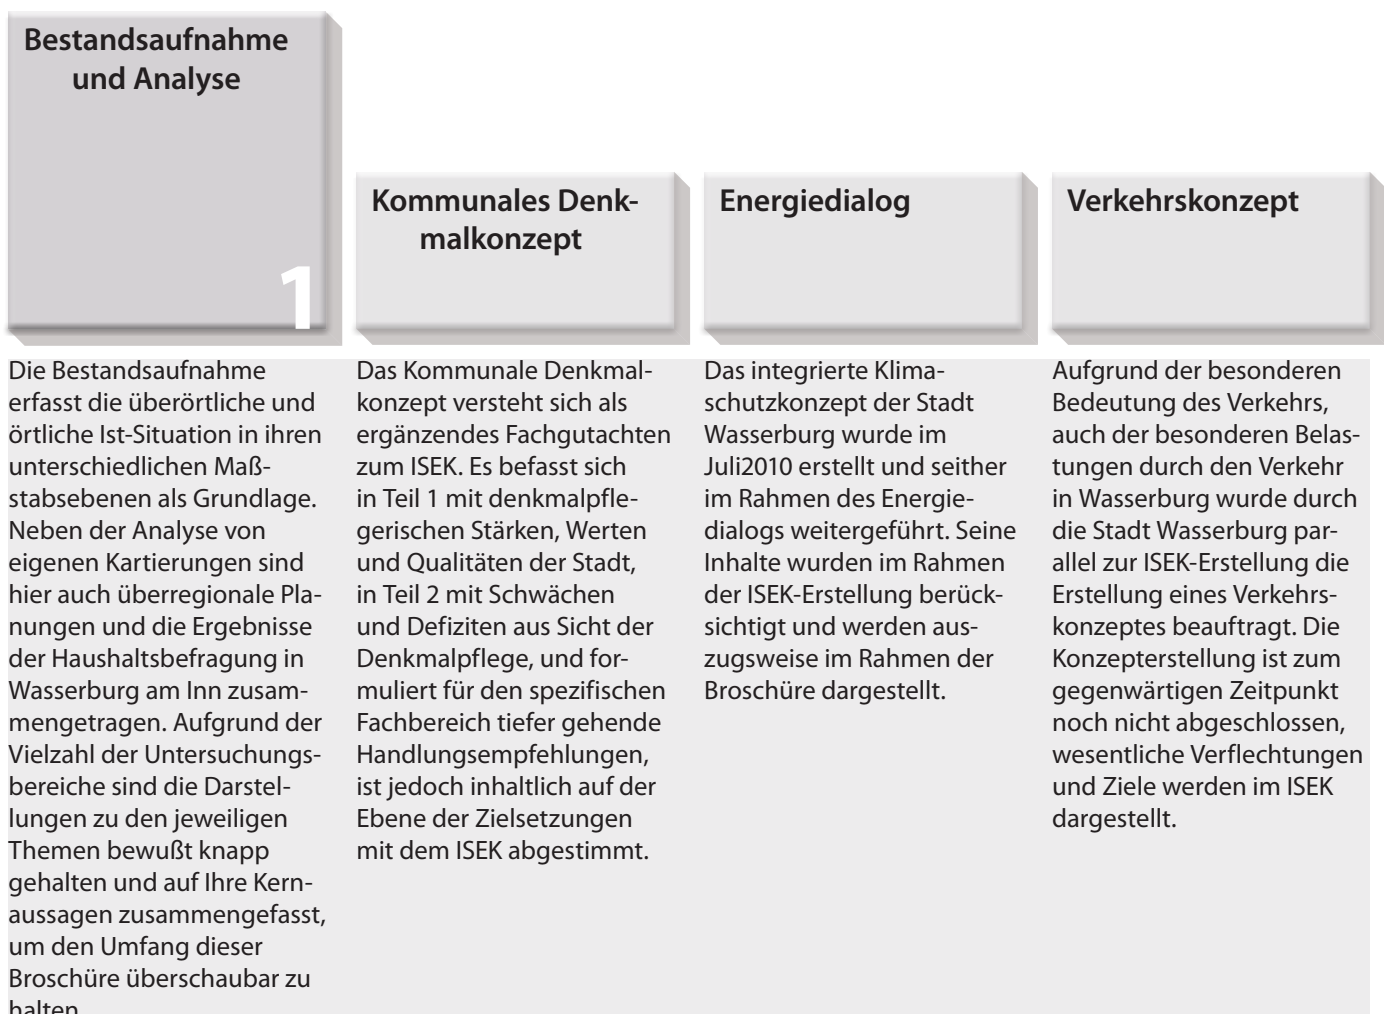 Bestandsaufnahme
und Analyse
1
Die Bestandsaufnahme
erfasst die überörtliche und
örtliche Ist-Situation in ihren
unterschiedlichen Maß-
stabsebenen als Grundlage.
Neben der Analyse von
eigenen Kartierungen sind
hier auch überregionale Pla-
nungen und die Ergebnisse
der Haushaltsbefragung in
Wasserburg am Inn zusam-
mengetragen. Aufgrund der
Vielzahl der Untersuchungs-
bereiche sind die Darstel-
lungen zu den jeweiligen
Themen bewußt knapp
gehalten und auf Ihre Kern-
aussagen zusammengefasst,
um den Umfang dieser
Broschüre überschaubar zu
halten
Kommunales Denk-
malkonzept
Das Kommunale Denkmal-
konzept versteht sich als
ergänzendes Fachgutachten
zum ISEK. Es befasst sich
in Teil 1 mit denkmalpfle-
gerischen Stärken, Werten
und Qualitäten der Stadt,
in Teil 2 mit Schwächen
und Defiziten aus Sicht der
Denkmalpflege, und for-
muliert für den spezifischen
Fachbereich tiefer gehende
Handlungsempfehlungen,
ist jedoch inhaltlich auf der
Ebene der Zielsetzungen
mit dem ISEK abgestimmt.
Energiedialog
Das integrierte Klima-
schutzkonzept der Stadt
Wasserburg wurde im
Juli2010 erstellt und seither
im Rahmen des Energie-
dialogs weitergeführt. Seine
Inhalte wurden im Rahmen
der ISEK-Erstellung berück-
sichtigt und werden aus-
zugsweise im Rahmen der
Broschüre dargestellt.
Verkehrskonzept
Aufgrund der besonderen
Bedeutung des Verkehrs,
auch der besonderen Belas-
tungen durch den Verkehr
in Wasserburg wurde durch
die Stadt Wasserburg par-
allel zur ISEK-Erstellung die
Erstellung eines Verkehrs-
konzeptes beauftragt. Die
Konzepterstellung ist zum
gegenwärtigen Zeitpunkt
noch nicht abgeschlossen,
wesentliche Verflechtungen
und Ziele werden im ISEK
dargestellt.